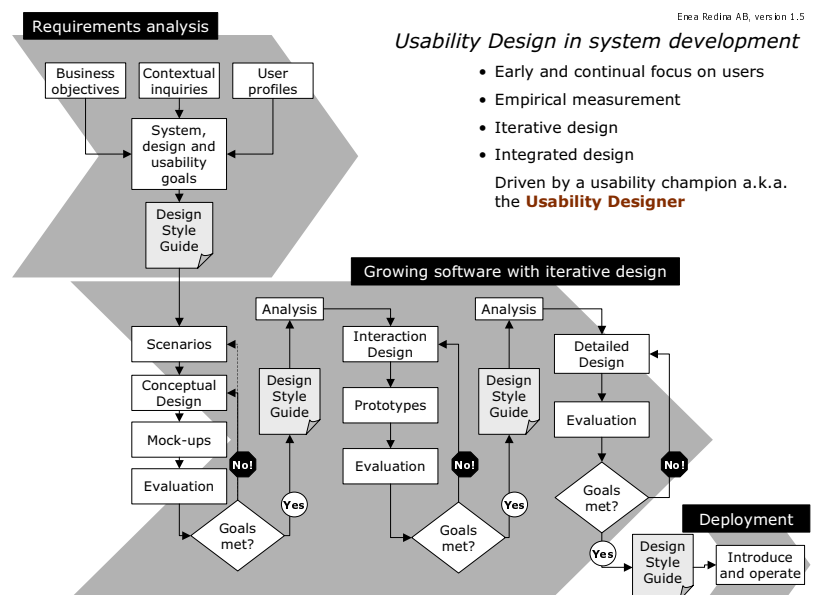 Enea Redina AB, version 1.5
Requirements analysis
Usability Design in system development
• Early and continual focus on users
• Empirical measurement
• Iterative design
• Integrated design
Driven by a usability champion a.k.a.
the Usability Designer
Business
objectives
Contextual
inquiries
User
profiles
System,
design and
usability
goals
Design
Style
Guide
Growing software with iterative design
Scenarios
Conceptual
Design
Mock-ups
Evaluation
Goals
met?
No!
Yes
Design
Style
Guide
Analysis
Interaction
Design
Prototypes
Evaluation
Goals
met?
No!
Yes
Design
Style
Guide
Analysis
Detailed
Design
Evaluation
Goals
met?
No!
Yes
Deployment
Design
Style
Guide
Introduce
and operate